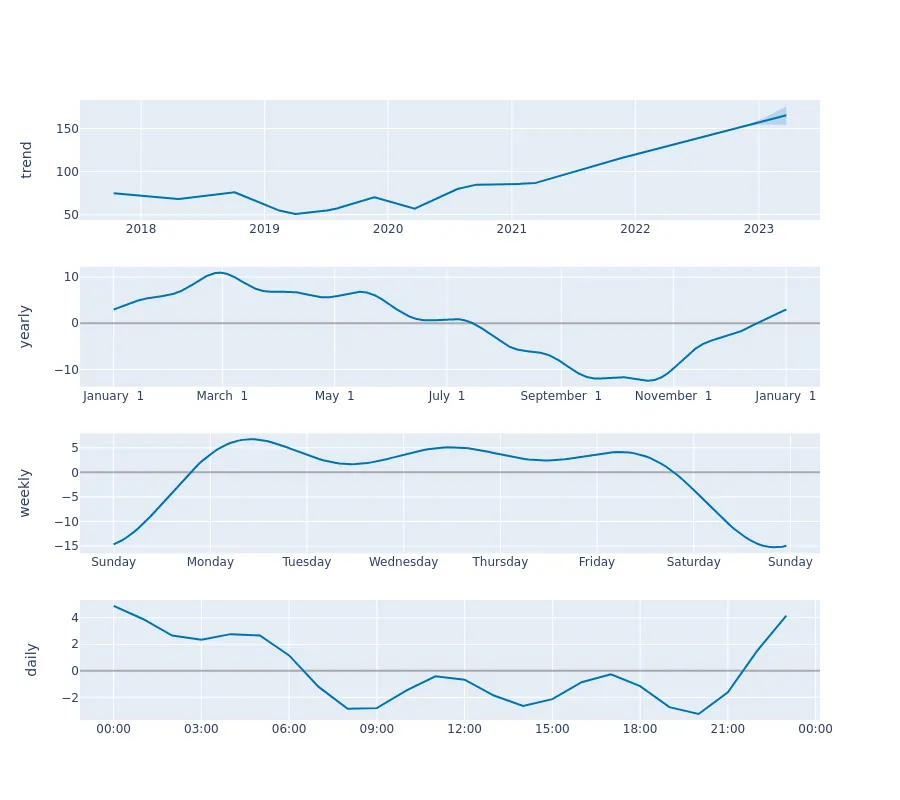 trend
150
100
50
2018 2019 2020 2021 2022 2023
yearly
10
0
−10
January 1 March 1 May 1 July 1 September 1 November 1 January 1
weekly
5
0
−5
−10
−15
Sunday Monday Tuesday Wednesday Thursday Friday Saturday Sunday
daily
4
2
0
−2
00:00 03:00 06:00 09:00 12:00 15:00 18:00 21:00 00:00